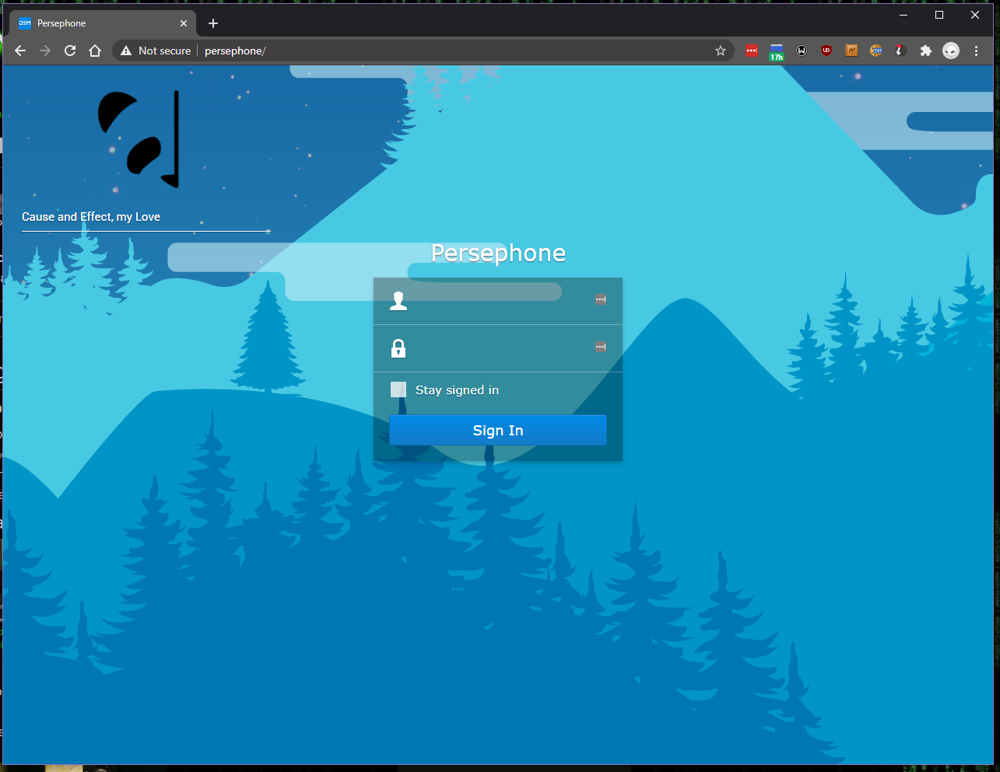 DSM Persephone
Not secure persephone/
17h
Cause and Effect, my Love
Persephone
Stay signed in
Sign In